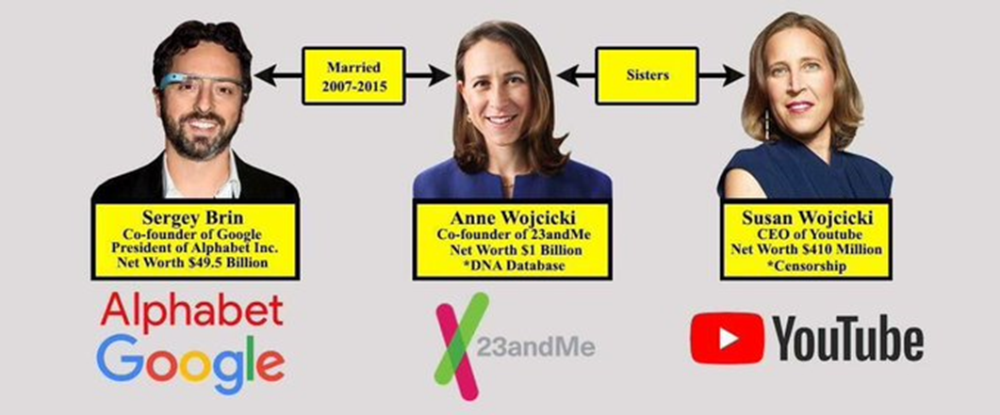 Married
2007-2015
Sisters
Sergey Brin
Co-founder of Google
President of Alphabet Inc.
Net Worth $49.5 Billion
Anne Wojcicki
Co-founder of 23andMe
Net Worth $1 Billion
*DNA Database
Susan Wojcicki
CEO of Youtube
Net Worth $410 Million
*Censorship
Alphabet
Google
23andMe
YouTube